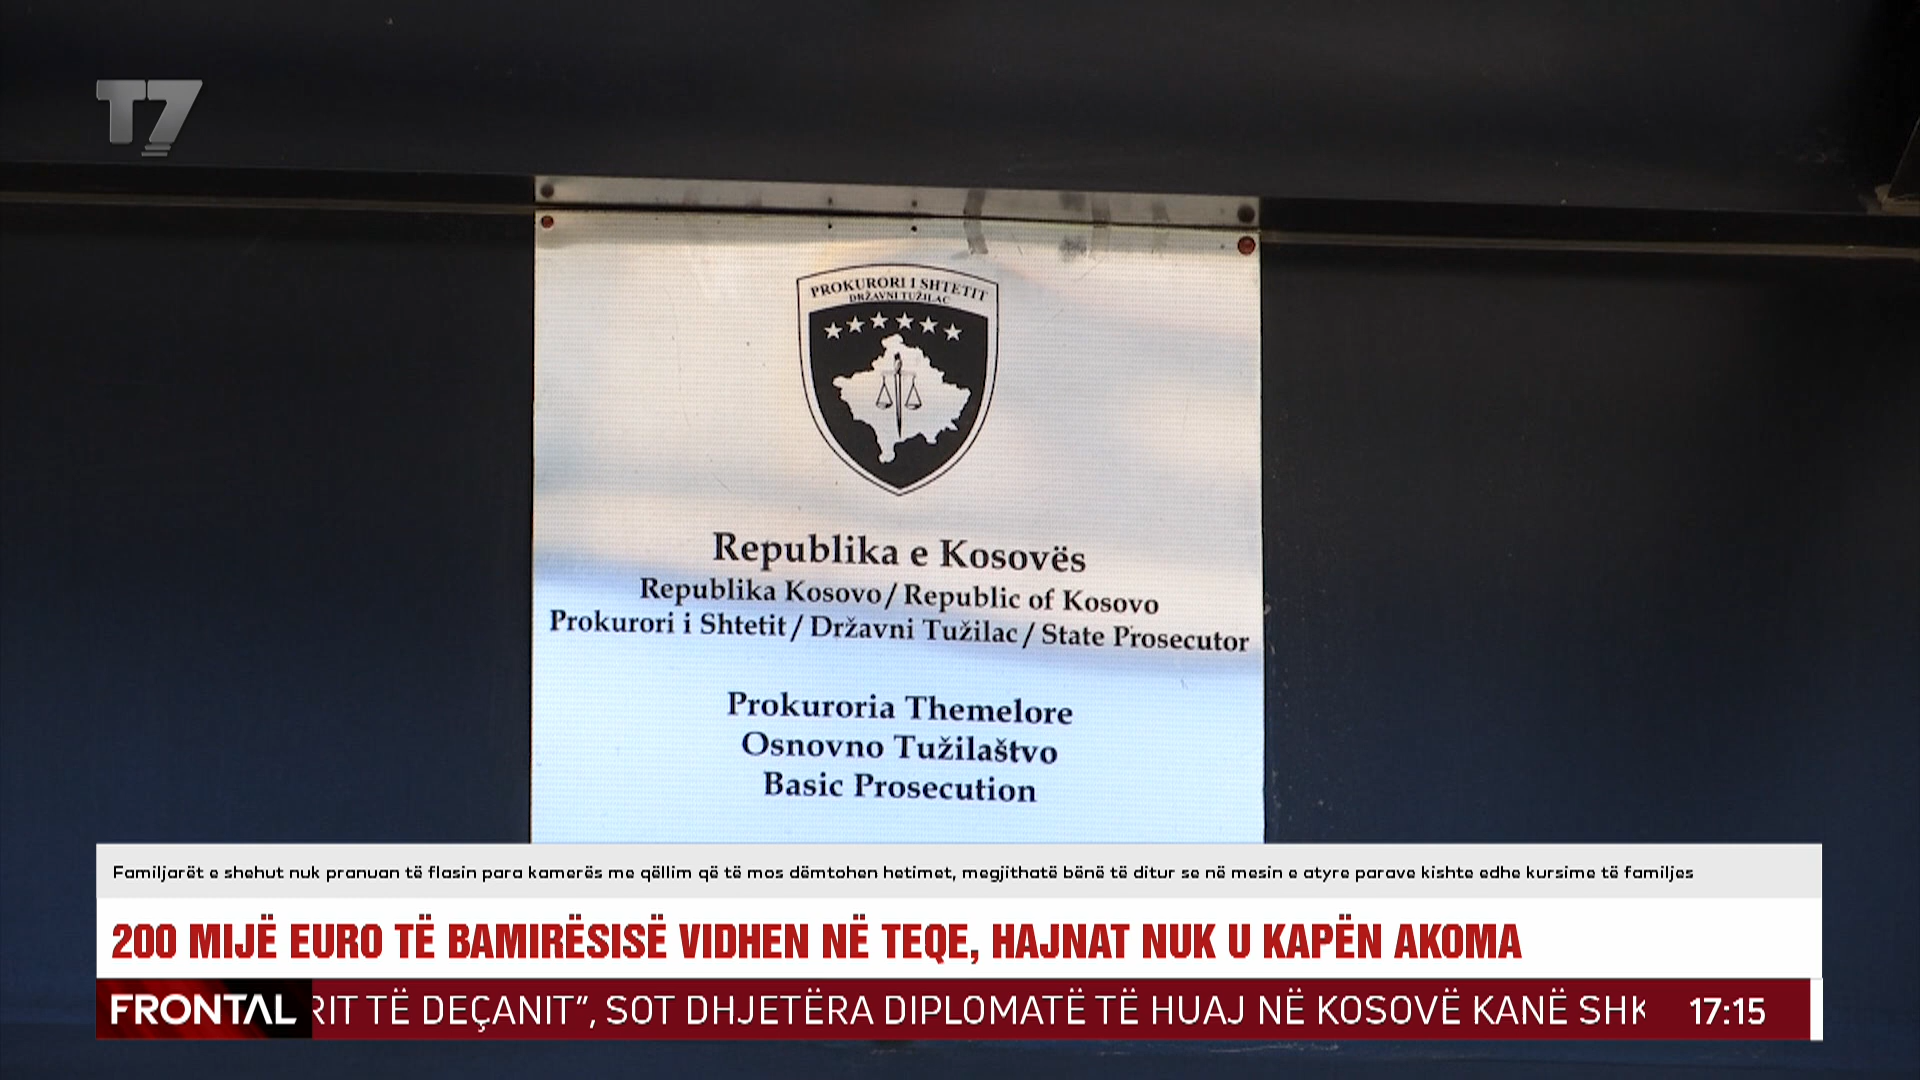 T7
PROKURORI I SHTETIT
DRŽAVNI TUŽILAC
Republika e Kosovës
Republika Kosovo / Republic of Kosovo
Prokurori i Shtetit / Državni Tužilac / State Prosecutor
Prokuroria Themelore
Osnovno Tužilaštvo
Basic Prosecution
Familjarët e shehut nuk pranuan të flasin para kamerës me qëllim që të mos dëmtohen hetimet, megjithatë bënë të ditur se në mesin e atyre parave kishte edhe kursime të familjes
200 MIJË EURO TË BAMIRËSISË VIDHEN NË TEQE, HAJNAT NUK U KAPËN AKOMA
FRONTAL RIT TË DEÇANIT”, SOT DHJETËRA DIPLOMATË TË HUAJ NË KOSOVË KANË SHK 17:15